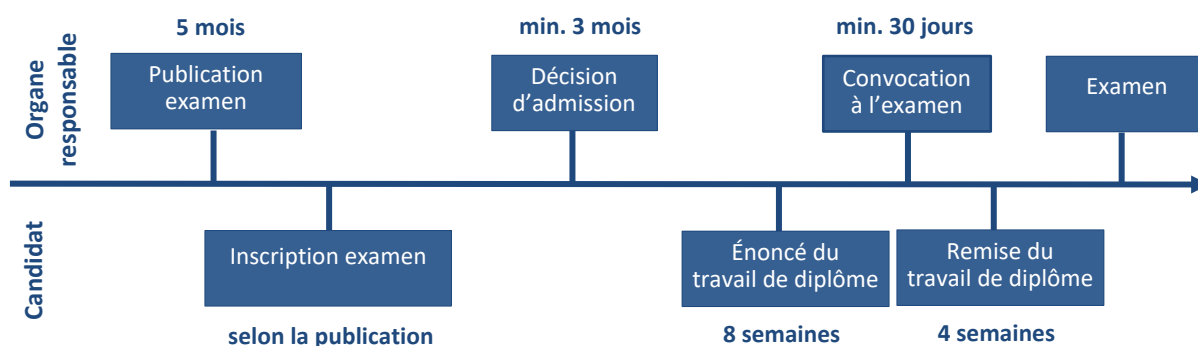 5 mois
min. 3 mois
min. 30 jours
Organe
responsable
Publication
examen
Décision
d'admission
Convocation
à l'examen
Examen
Candidat
Inscription examen
Énoncé du
travail de diplôme
Remise du
travail de diplôme
selon la publication
8 semaines
4 semaines